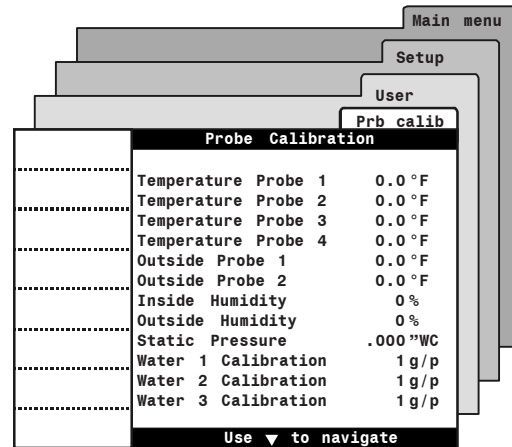 Main menu
Setup
User
Prb calib
Probe Calibration
Temperature Probe 1 0.0°F
Temperature Probe 2 0.0°F
Temperature Probe 3 0.0°F
Temperature Probe 4 0.0°F
Outside Probe 1 0.0°F
Outside Probe 2 0.0°F
Inside Humidity 0%
Outside Humidity 0%
Static Pressure .000"WC
Water 1 Calibration 1g/p
Water 2 Calibration 1g/p
Water 3 Calibration 1g/p
Use ▼ to navigate